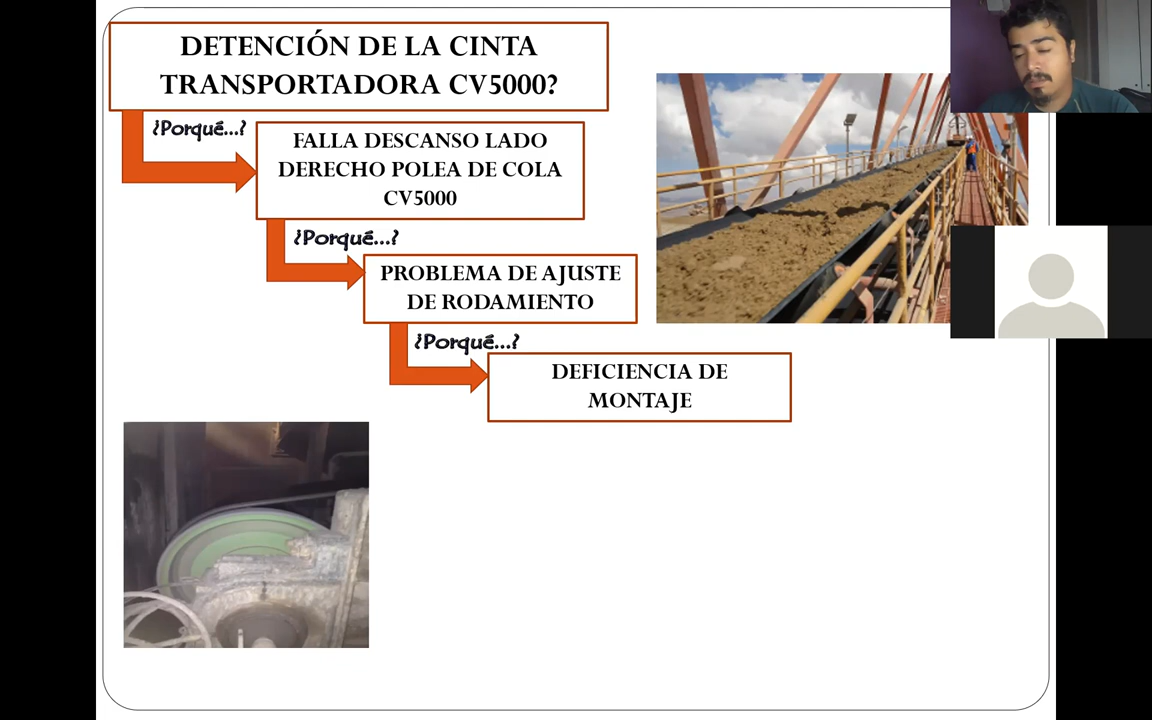 DETENCIÓN DE LA CINTA
TRANSPORTADORA CV5000?
¿Porqué...?
FALLA DESCANSO LADO
DERECHO POLEA DE COLA
CV5000
¿Porqué...?
PROBLEMA DE AJUSTE
DE RODAMIENTO
¿Porqué...?
DEFICIENCIA DE
MONTAJE